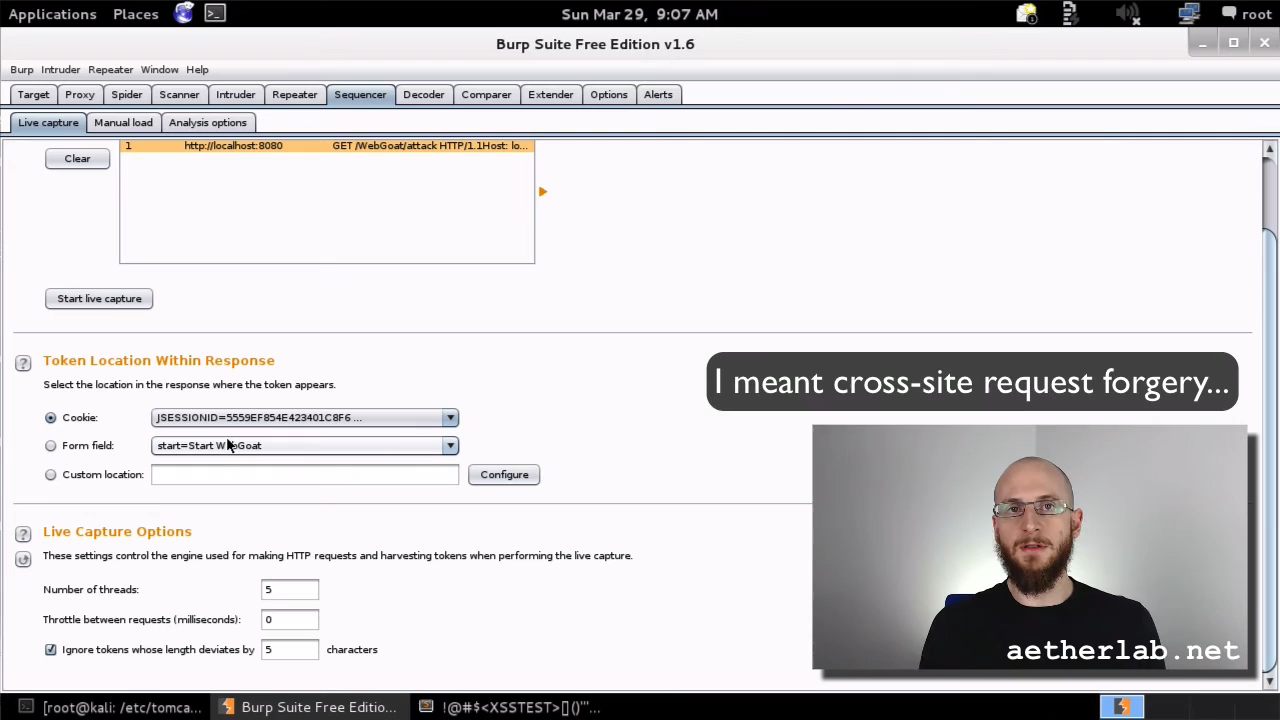 Applications Places Sun Mar 29, 9:07 AM root
Burp Suite Free Edition v1.6
Burp Intruder Repeater Window Help
Target Proxy Spider Scanner Intruder Repeater Sequencer Decoder Comparer Extender Options Alerts
Live capture Manual load Analysis options
1 http://localhost:8080 GET /WebGoat/attack HTTP/1.1Host: lo...
Clear
Start live capture
? Token Location Within Response
Select the location in the response where the token appears.
I meant cross-site request forgery...
Cookie: JSESSIONID=5559EF854E423401C8F6 ...
Form field: start=Start WebGoat
Custom location: Configure
? Live Capture Options
These settings control the engine used for making HTTP requests and harvesting tokens when performing the live capture.
Number of threads: 5
Throttle between requests (milliseconds): 0
Ignore tokens whose length deviates by 5 characters
aetherlab.net
[root@kali: /etc/tomca... Burp Suite Free Editio... !@#$<XSSTEST>[]()'"...